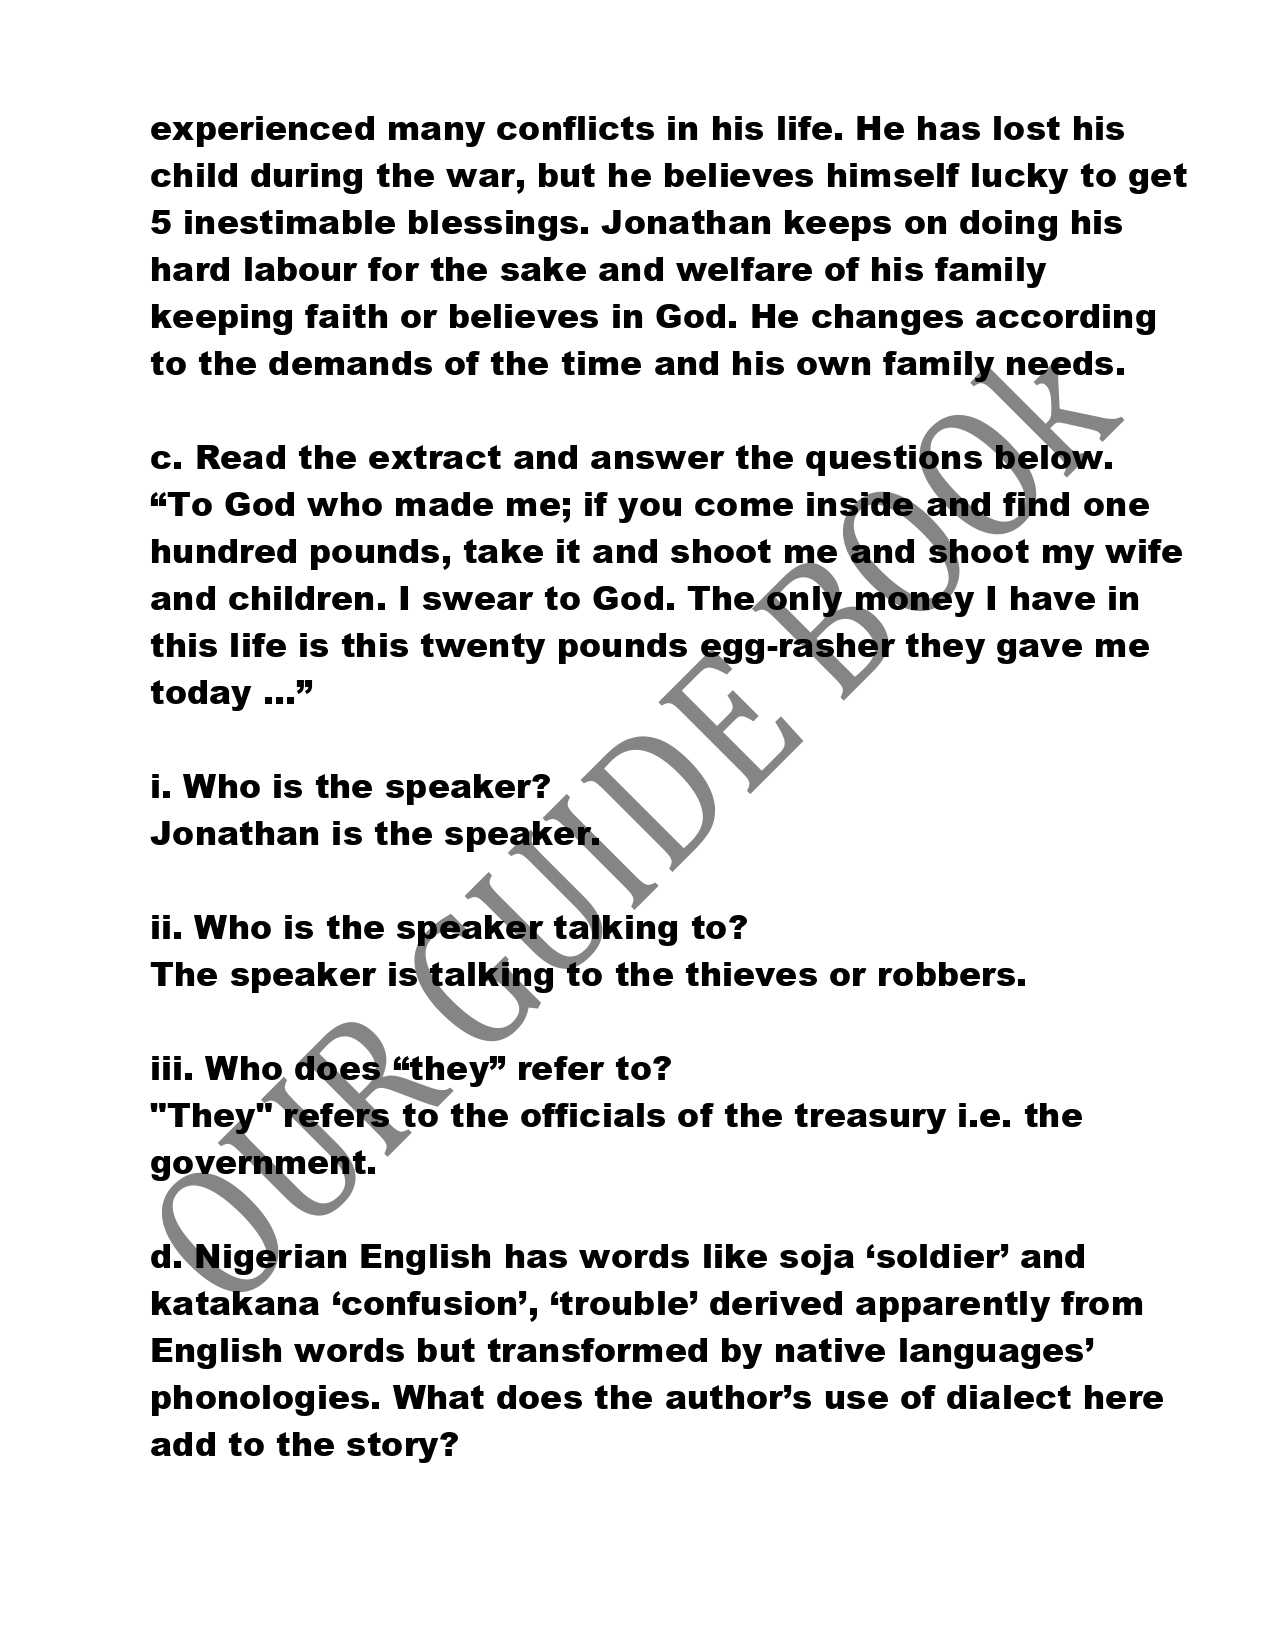 experienced many conflicts in his life. He has lost his
child during the war, but he believes himself lucky to get
5 inestimable blessings. Jonathan keeps on doing his
hard labour for the sake and welfare of his family
keeping faith or believes in God. He changes according
to the demands of the time and his own family needs.
c. Read the extract and answer the questions below.
“To God who made me; if you come inside and find one
hundred pounds, take it and shoot me and shoot my wife
and children. I swear to God. The only money I have in
this life is this twenty pounds egg-rasher they gave me
today …”
i. Who is the speaker?
Jonathan is the speaker.
ii. Who is the speaker talking to?
The speaker is talking to the thieves or robbers.
iii. Who does “they” refer to?
"They" refers to the officials of the treasury i.e. the
government.
d. Nigerian English has words like soja ‘soldier’ and
katakana ‘confusion’, ‘trouble’ derived apparently from
English words but transformed by native languages’
phonologies. What does the author’s use of dialect here
add to the story?
OUR GUIDE BOOk